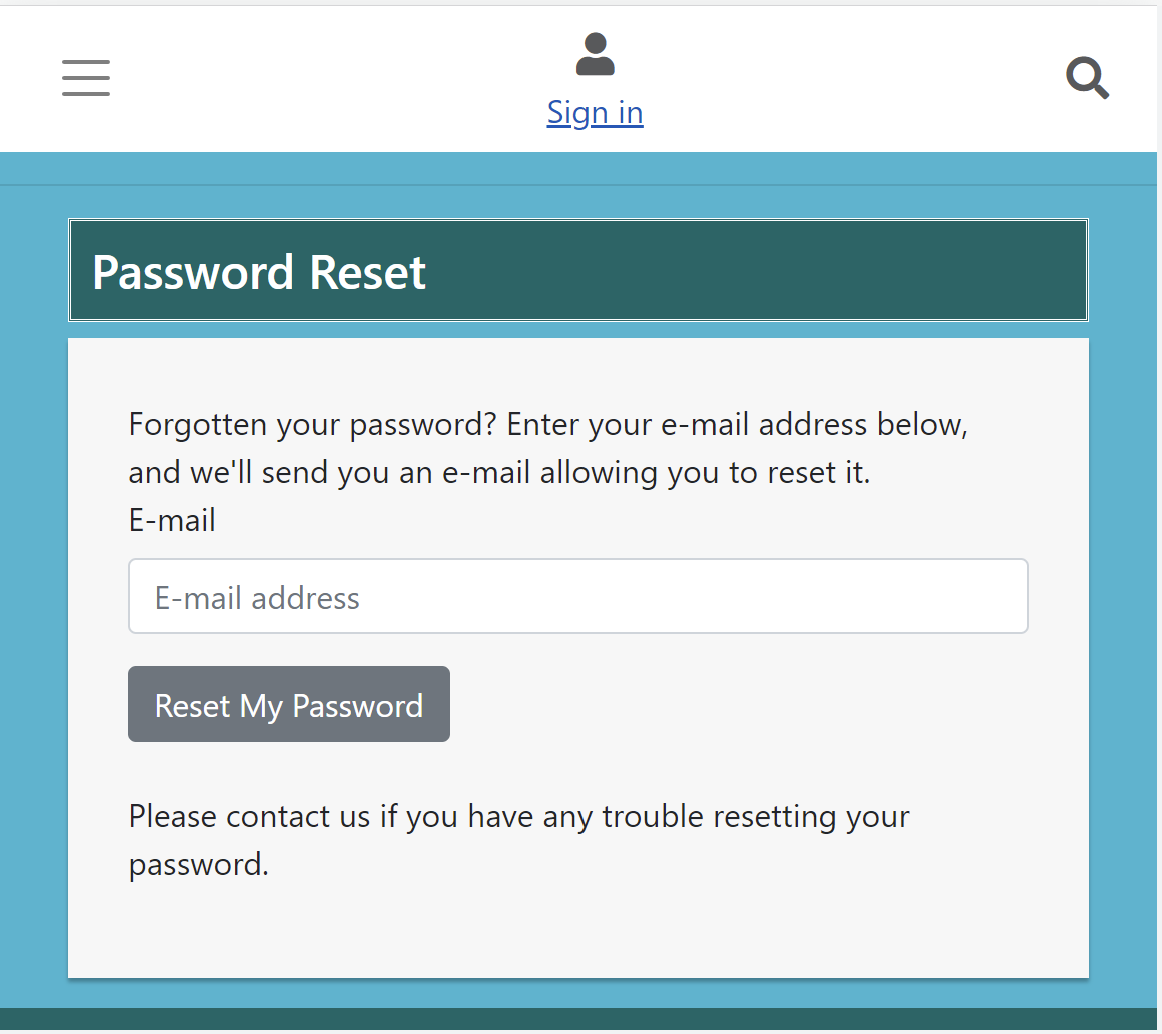 Sign in
Password Reset
Forgotten your password? Enter your e-mail address below,
and we'll send you an e-mail allowing you to reset it.
E-mail
E-mail address
Reset My Password
Please contact us if you have any trouble resetting your
password.